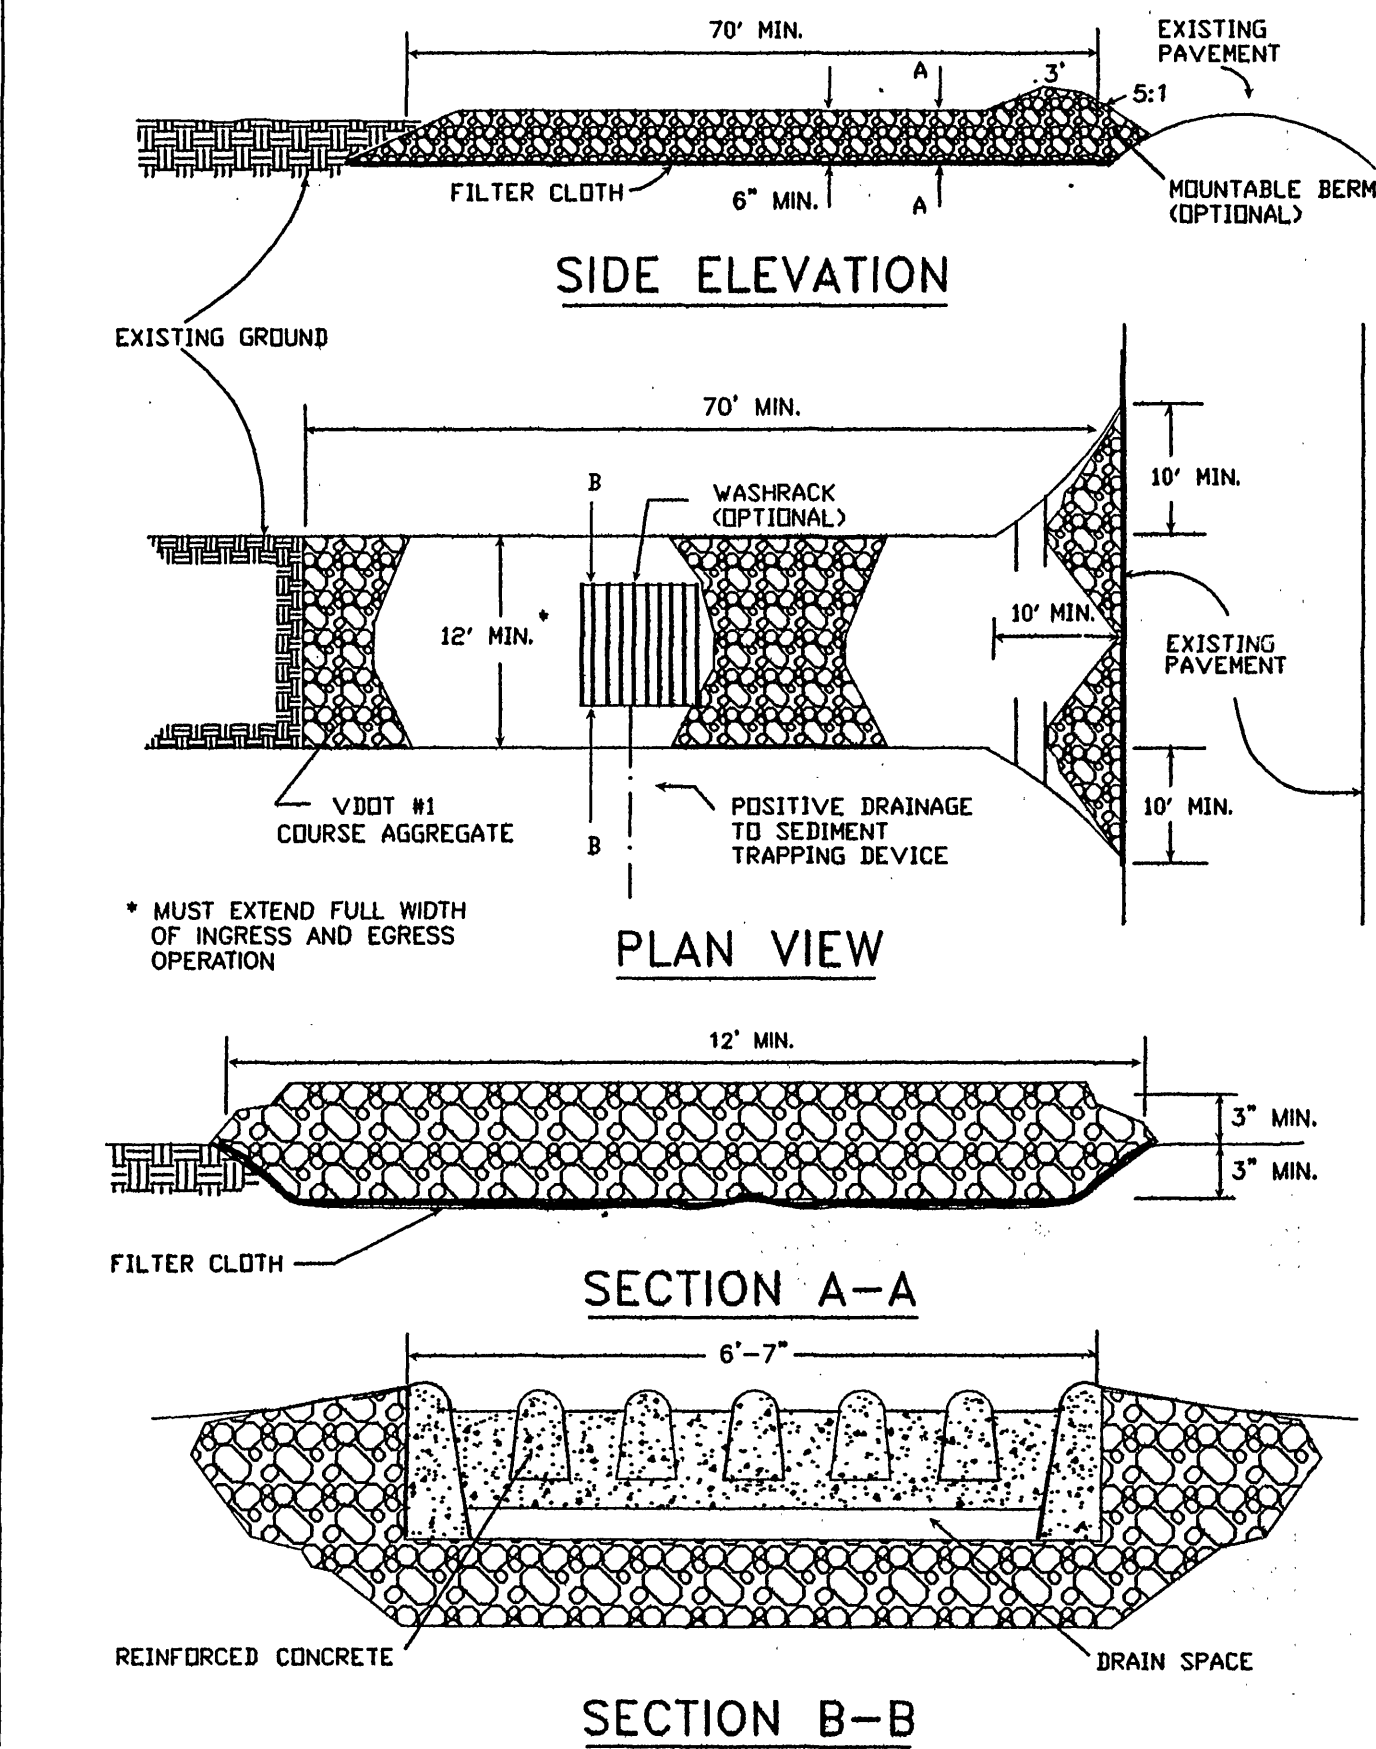 70' MIN.
EXISTING
PAVEMENT
A
3'
5:1
FILTER CLOTH
6" MIN.
A
MOUNTABLE BERM
(OPTIONAL)
SIDE ELEVATION
EXISTING GROUND
70' MIN.
B
WASHRACK
(OPTIONAL)
10' MIN.
12' MIN.*
10' MIN.
EXISTING
PAVEMENT
VDOT #1
COURSE AGGREGATE
B
POSITIVE DRAINAGE
TO SEDIMENT
TRAPPING DEVICE
10' MIN.
* MUST EXTEND FULL WIDTH
OF INGRESS AND EGRESS
OPERATION
PLAN VIEW
12' MIN.
3" MIN.
3" MIN.
FILTER CLOTH
SECTION A-A
6'-7"
REINFORCED CONCRETE
DRAIN SPACE
SECTION B-B